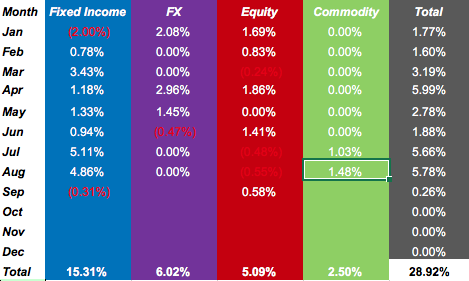 Month Fixed Income FX Equity Commodity Total
Jan (2.00%) 2.08% 1.69% 0.00% 1.77%
Feb 0.78% 0.00% 0.83% 0.00% 1.60%
Mar 3.43% 0.00% (0.24%) 0.00% 3.19%
Apr 1.18% 2.96% 1.86% 0.00% 5.99%
May 1.33% 1.45% 0.00% 0.00% 2.78%
Jun 0.94% (0.47%) 1.41% 0.00% 1.88%
Jul 5.11% 0.00% (0.48%) 1.03% 5.66%
Aug 4.86% 0.00% (0.56%) 1.48% 5.78%
Sep (0.31%) 0.58% 0.26%
Oct 0.00%
Nov 0.00%
Dec 0.00%
Total 15.31% 6.02% 5.09% 2.50% 28.92%